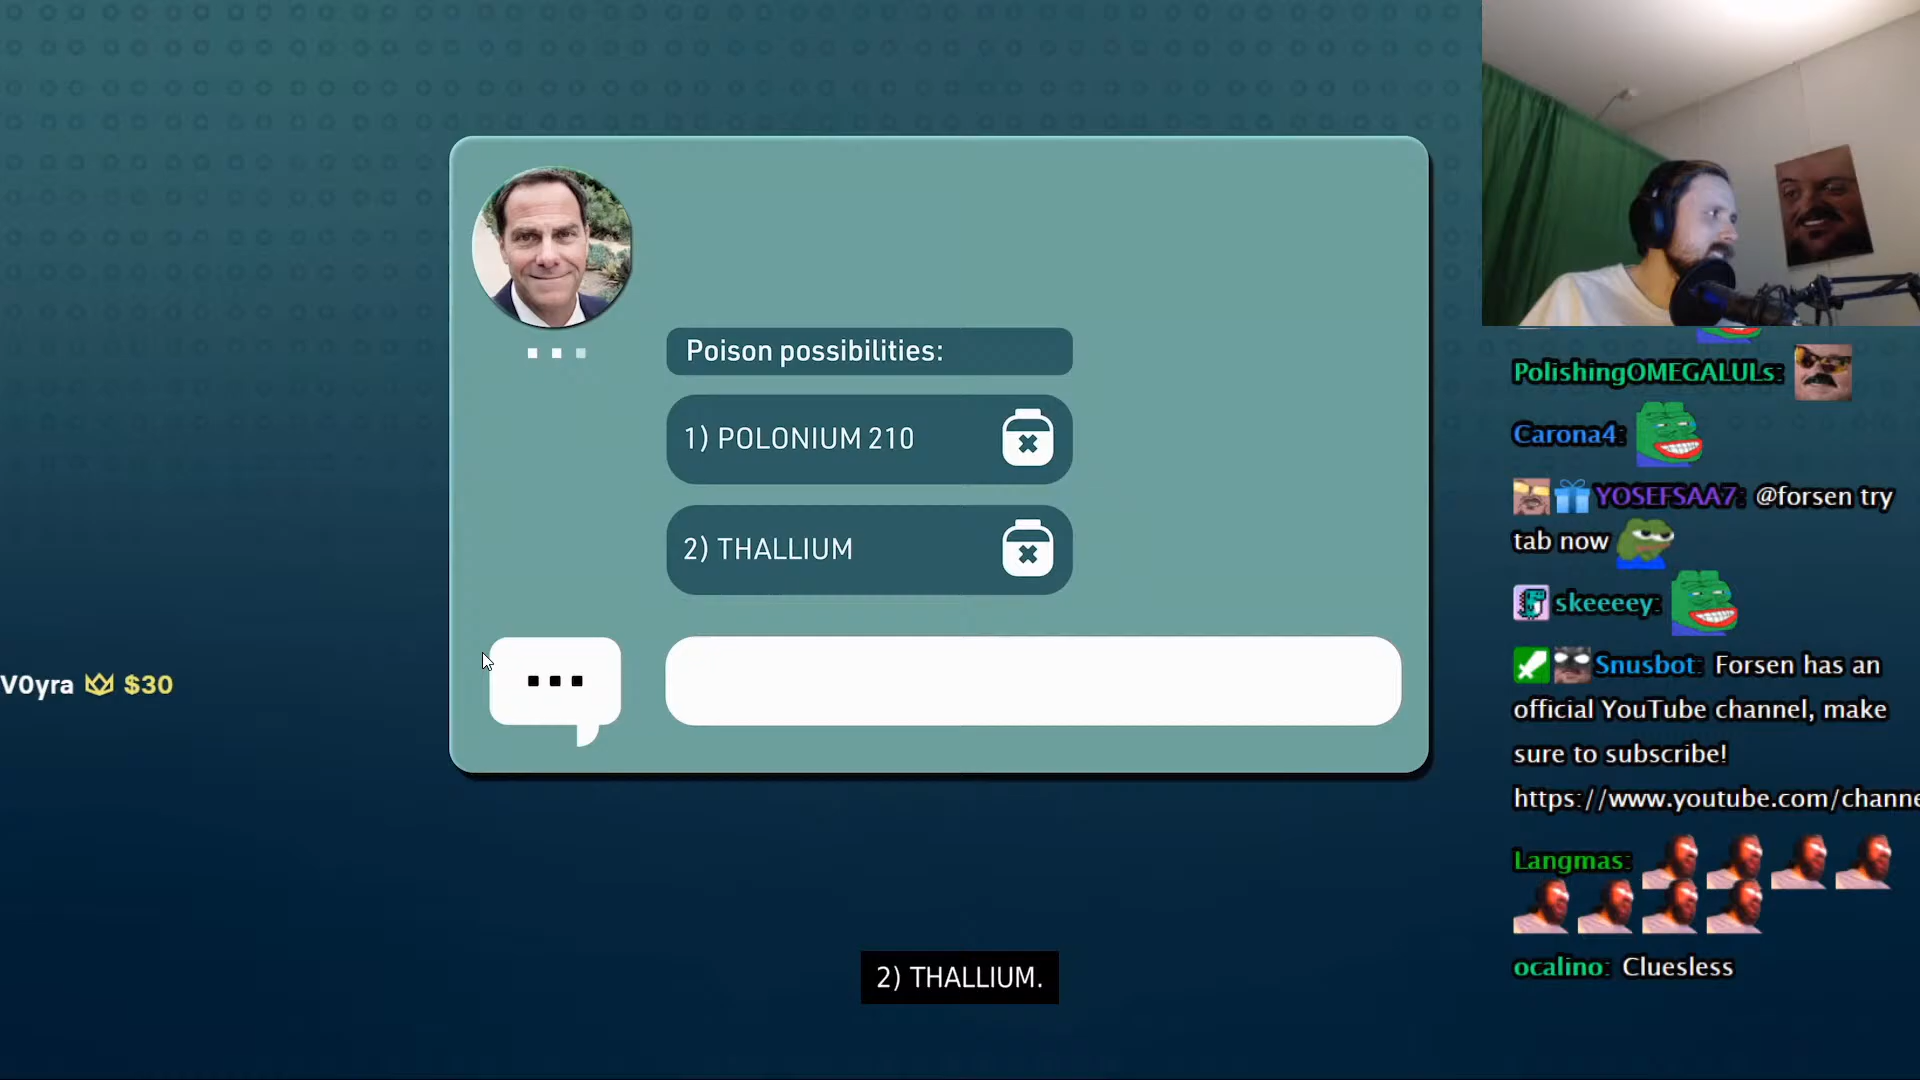 Poison possibilities:
1) POLONIUM 210
2) THALLIUM
V0yra $30
2) THALLIUM.
PolishingOMEGALULs:
Carona4:
YOSEFSAA7: @forsen try
tab now
skeeeey:
Snusbot: Forsen has an
official YouTube channel, make
sure to subscribe!
https://www.youtube.com/channe
Langmas:
ocalino: Cluesless